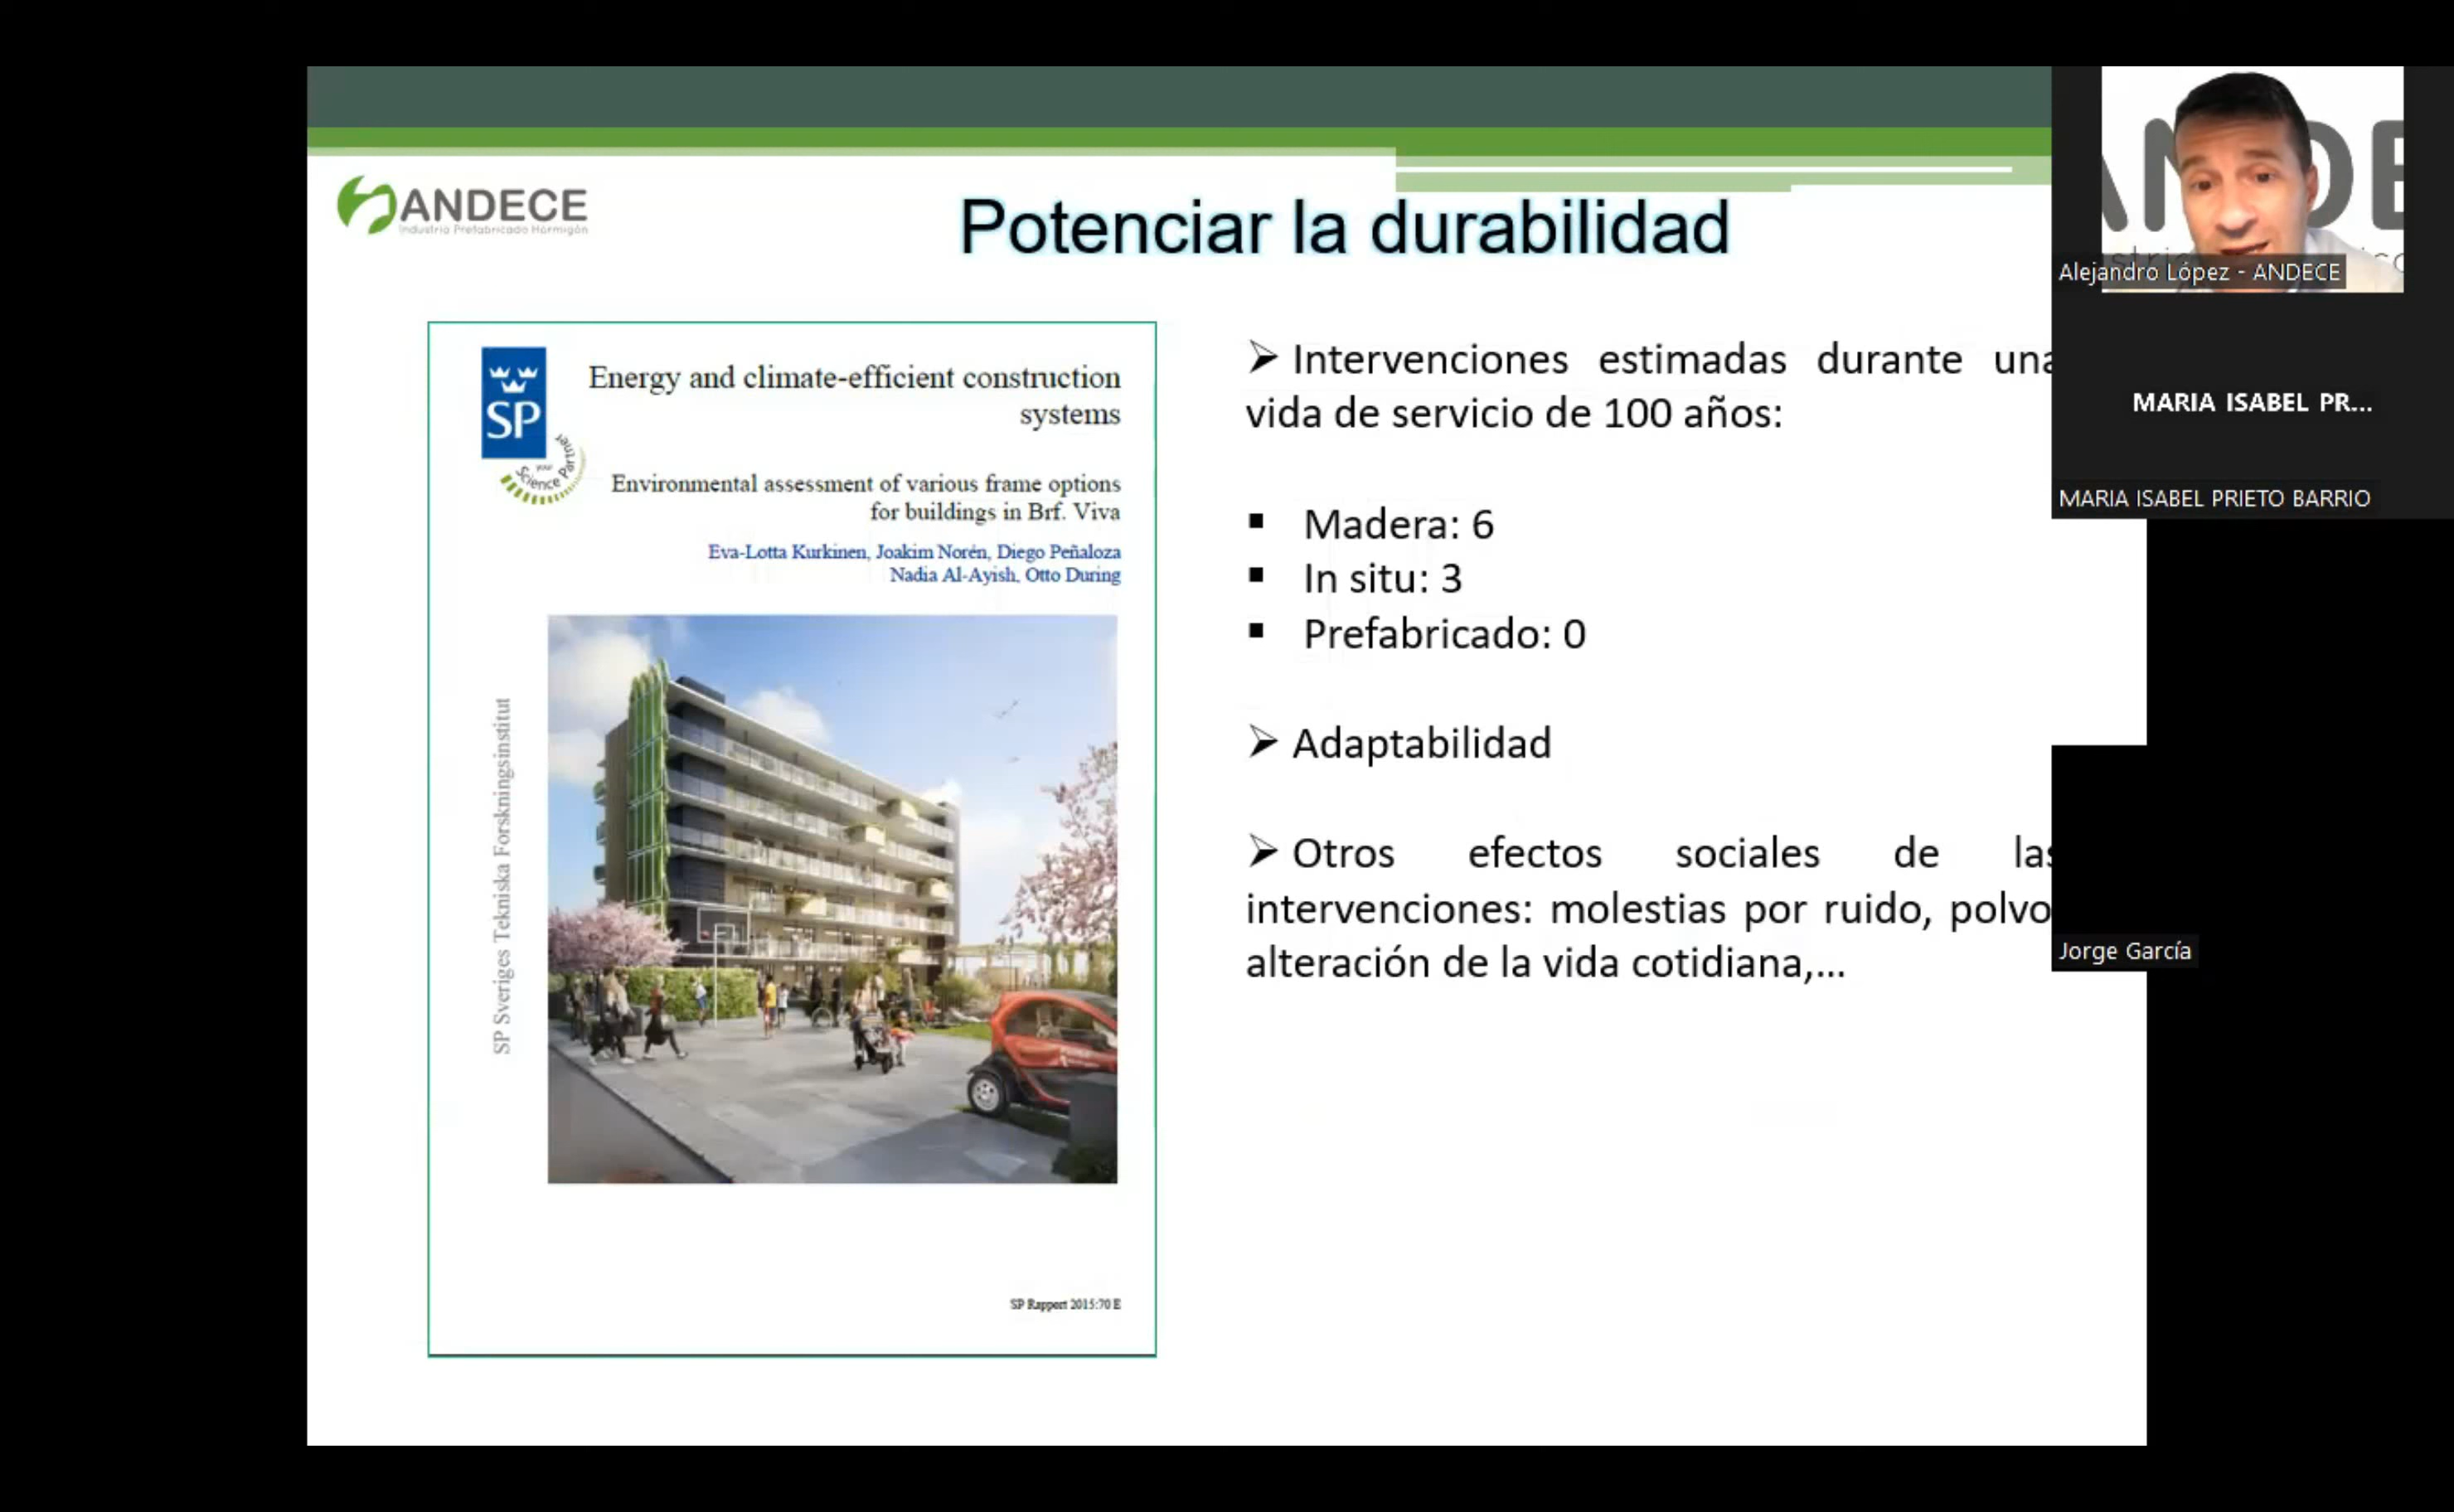 ANDECE
Industria Prefabricado Hormigón
Potenciar la durabilidad
SP
your
Science Partner
Energy and climate-efficient construction
systems
Environmental assessment of various frame options
for buildings in Brf. Viva
Eva-Lotta Kurkinen, Joakim Norén, Diego Peñaloza
Nadia Al-Ayish, Otto During
SP Sveriges Tekniska Forskningsinstitut
SP Rapport 2015:70 E
➢ Intervenciones estimadas durante una
vida de servicio de 100 años:
▪ Madera: 6
▪ In situ: 3
▪ Prefabricado: 0
➢ Adaptabilidad
➢ Otros efectos sociales de las
intervenciones: molestias por ruido, polvo
alteración de la vida cotidiana,...
ANDE
Alejandro López - ANDECE
MARIA ISABEL PR...
MARIA ISABEL PRIETO BARRIO
Jorge García